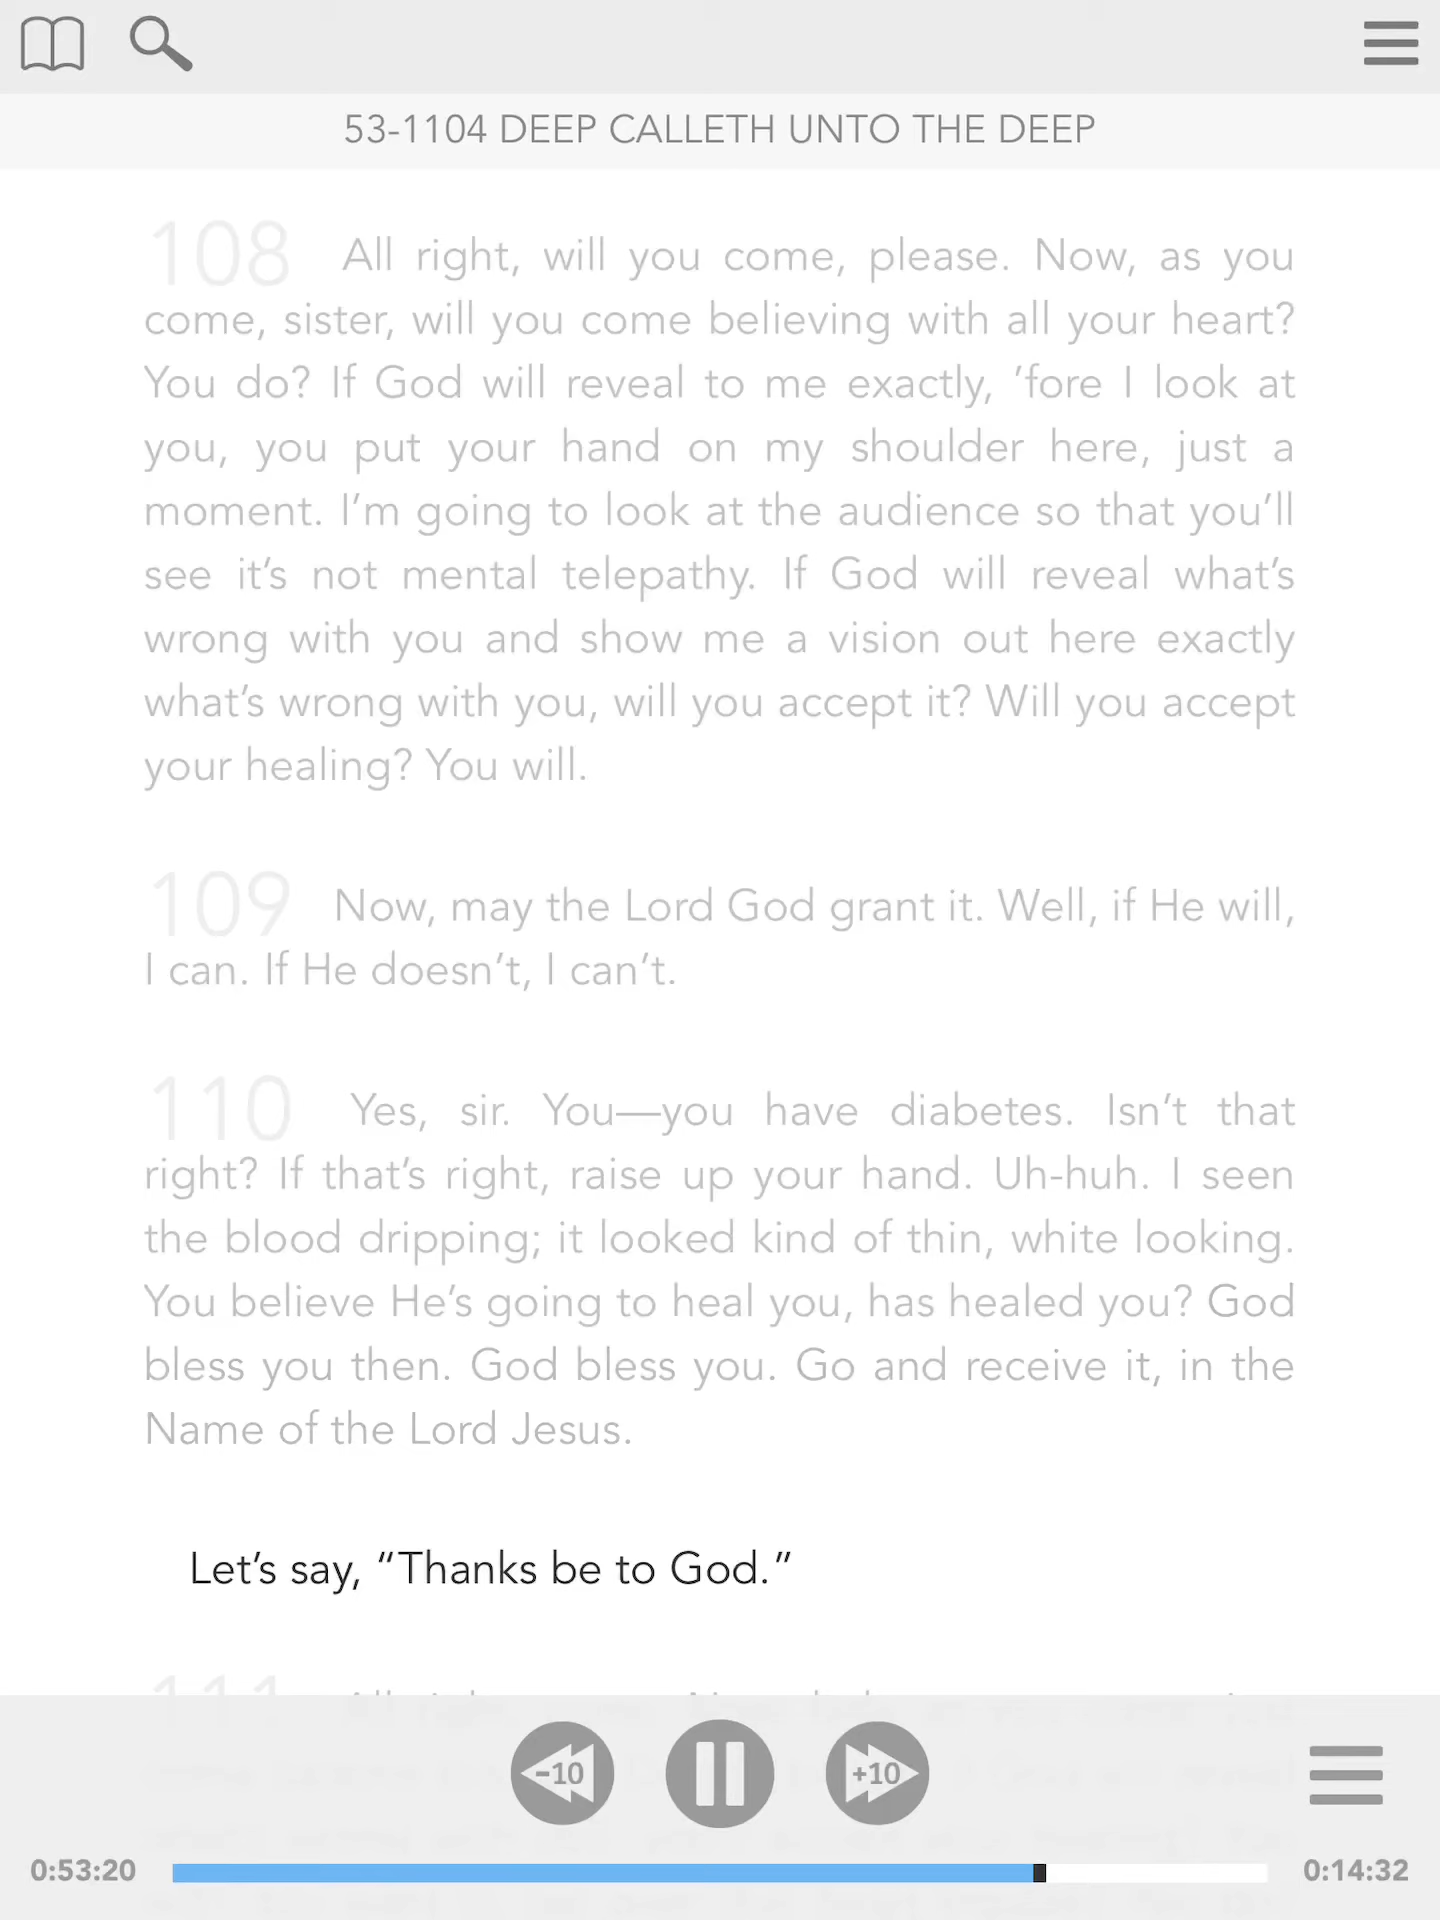 53-1104 DEEP CALLETH UNTO THE DEEP
108 All right, will you come, please. Now, as you
come, sister, will you come believing with all your heart?
You do? If God will reveal to me exactly, ’fore I look at
you, you put your hand on my shoulder here, just a
moment. I’m going to look at the audience so that you’ll
see it’s not mental telepathy. If God will reveal what’s
wrong with you and show me a vision out here exactly
what’s wrong with you, will you accept it? Will you accept
your healing? You will.
109 Now, may the Lord God grant it. Well, if He will,
I can. If He doesn’t, I can’t.
110 Yes, sir. You—you have diabetes. Isn’t that
right? If that’s right, raise up your hand. Uh-huh. I seen
the blood dripping; it looked kind of thin, white looking.
You believe He’s going to heal you, has healed you? God
bless you then. God bless you. Go and receive it, in the
Name of the Lord Jesus.
Let’s say, “Thanks be to God.”
111
-10 +10
0:53:20 0:14:32